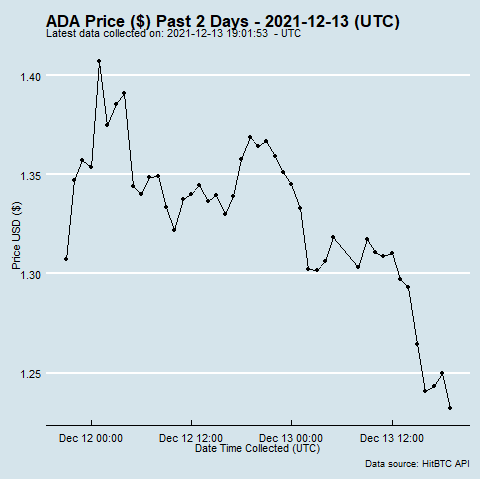 ADA Price ($) Past 2 Days - 2021-12-13 (UTC)
Latest data collected on: 2021-12-13 19:01:53 - UTC
1.40
1.35
1.30
1.25
Price USD ($)
Dec 12 00:00 Dec 12 12:00 Dec 13 00:00 Dec 13 12:00
Date Time Collected (UTC)
Data source: HitBTC API